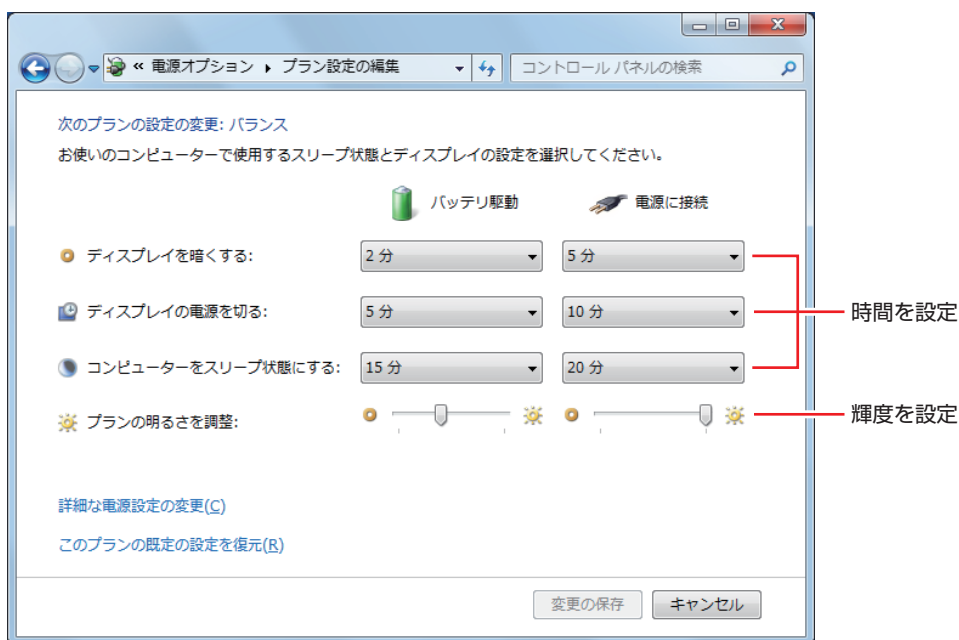 « 電源オプション ▸ プラン設定の編集 コントロール パネルの検索
次のプランの設定の変更: バランス
お使いのコンピューターで使用するスリープ状態とディスプレイの設定を選択してください。
バッテリ駆動 電源に接続
ディスプレイを暗くする: 2 分 5 分
ディスプレイの電源を切る: 5 分 10 分 時間を設定
コンピューターをスリープ状態にする: 15 分 20 分
プランの明るさを調整: 輝度を設定
詳細な電源設定の変更(C)
このプランの既定の設定を復元(R)
変更の保存 キャンセル